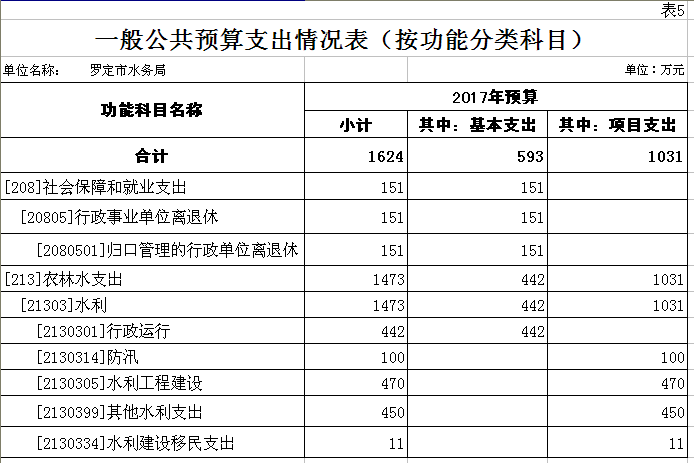 表5
一般公共预算支出情况表（按功能分类科目）
单位名称： 罗定市水务局 单位：万元
功能科目名称 2017年预算
小计 其中：基本支出 其中：项目支出
合计 1624 593 1031
[208]社会保障和就业支出 151 151
[20805]行政事业单位离退休 151 151
[2080501]归口管理的行政单位离退休 151 151
[213]农林水支出 1473 442 1031
[21303]水利 1473 442 1031
[2130301]行政运行 442 442
[2130314]防汛 100 100
[2130305]水利工程建设 470 470
[2130399]其他水利支出 450 450
[2130334]水利建设移民支出 11 11